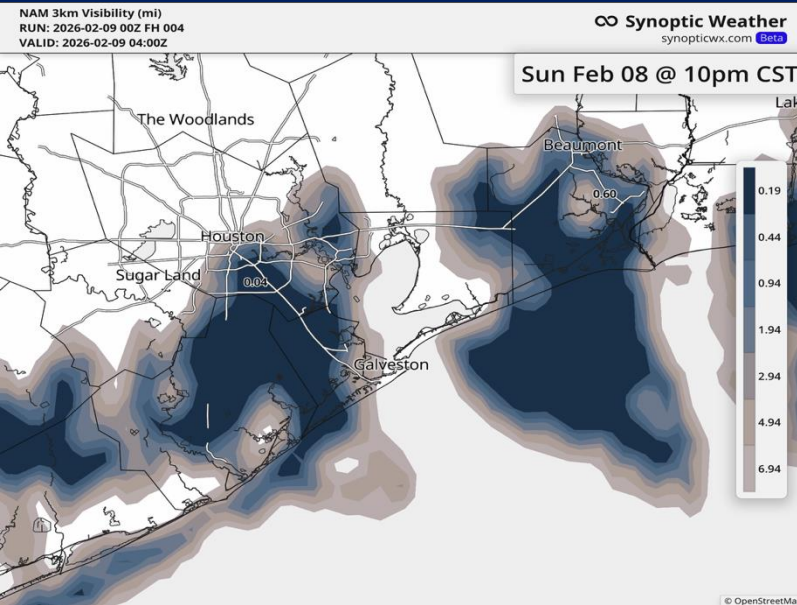 NAM 3km Visibility (mi)
RUN: 2026-02-09 00Z FH 004
VALID: 2026-02-09 04:00Z
Synoptic Weather
synopticwx.com Beta
Sun Feb 08 @ 10pm CST
Lak
The Woodlands
Beaumont
0.60
Houston
Sugar Land
0.04
Galveston
0.19
0.44
0.94
1.94
2.94
4.94
6.94
© OpenStreetMa